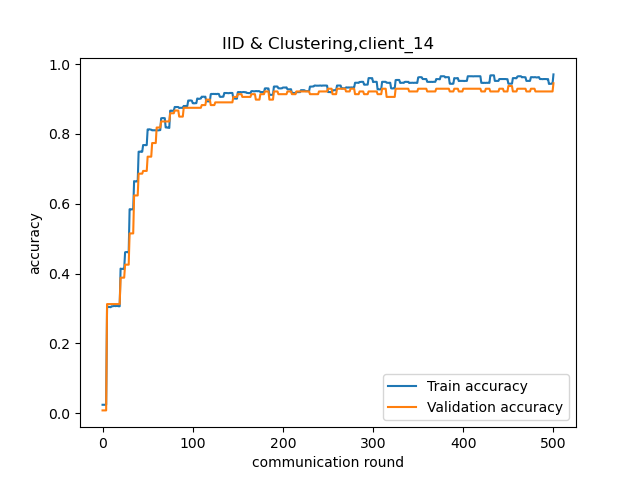 IID & Clustering,client_14
1.0
0.8
0.6
0.4
0.2
0.0
accuracy
Train accuracy
Validation accuracy
0 100 200 300 400 500
communication round